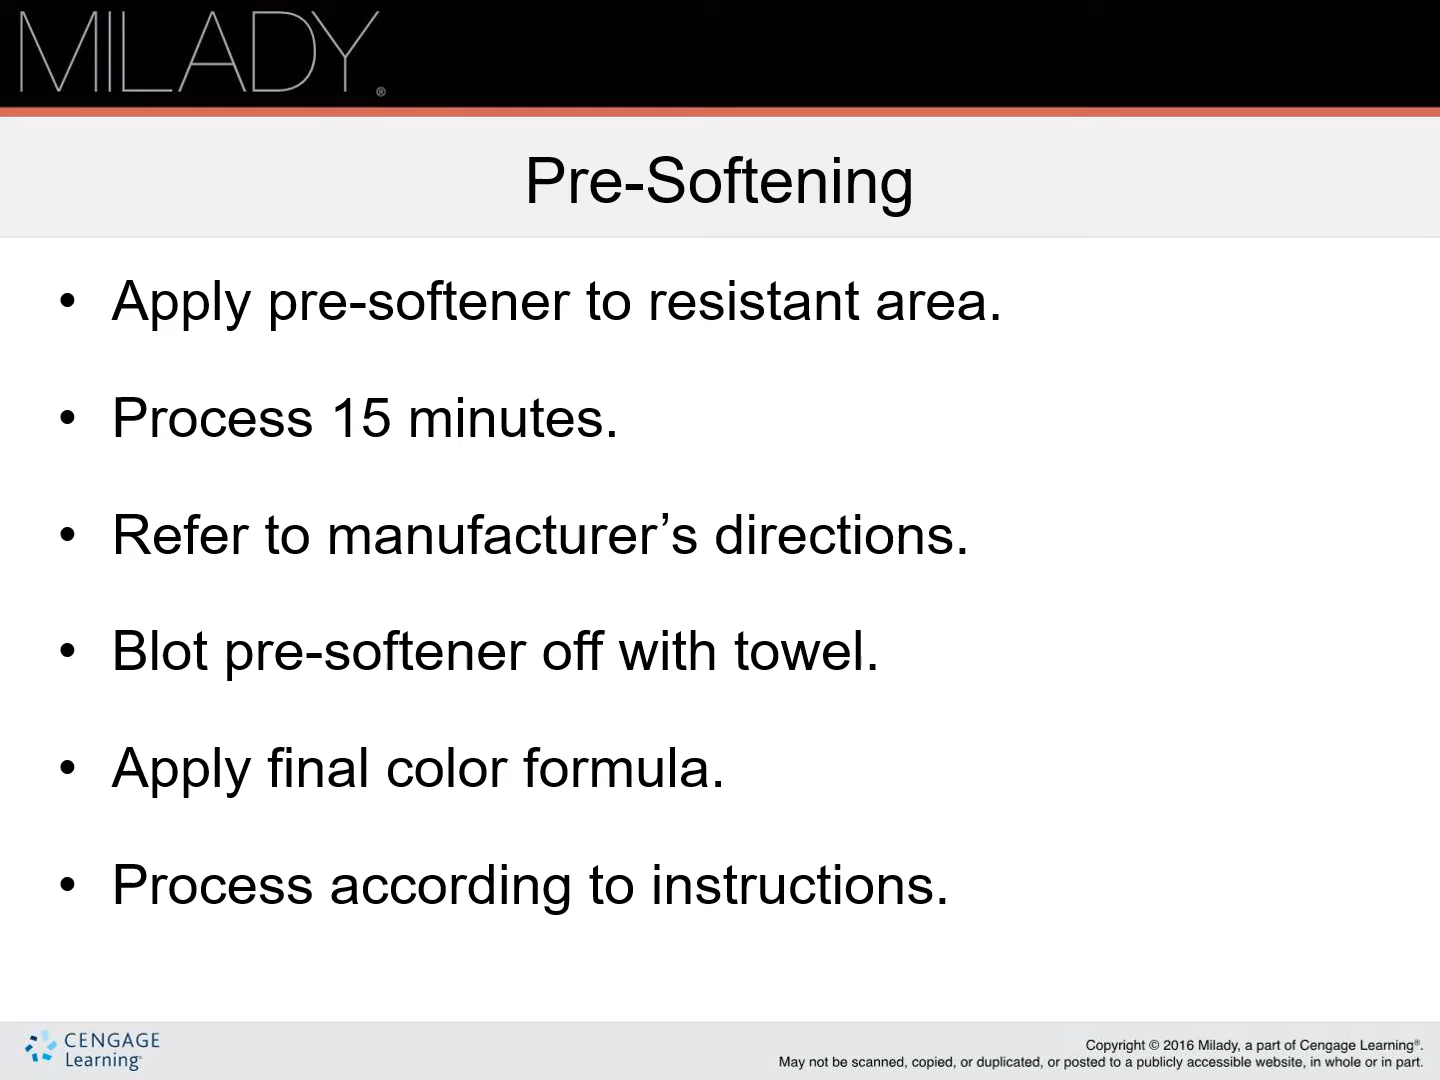 MILADY®
Pre-Softening
• Apply pre-softener to resistant area.
• Process 15 minutes.
• Refer to manufacturer’s directions.
• Blot pre-softener off with towel.
• Apply final color formula.
• Process according to instructions.
CENGAGE
Learning™
Copyright © 2016 Milady, a part of Cengage Learning®.
May not be scanned, copied, or duplicated, or posted to a publicly accessible website, in whole or in part.